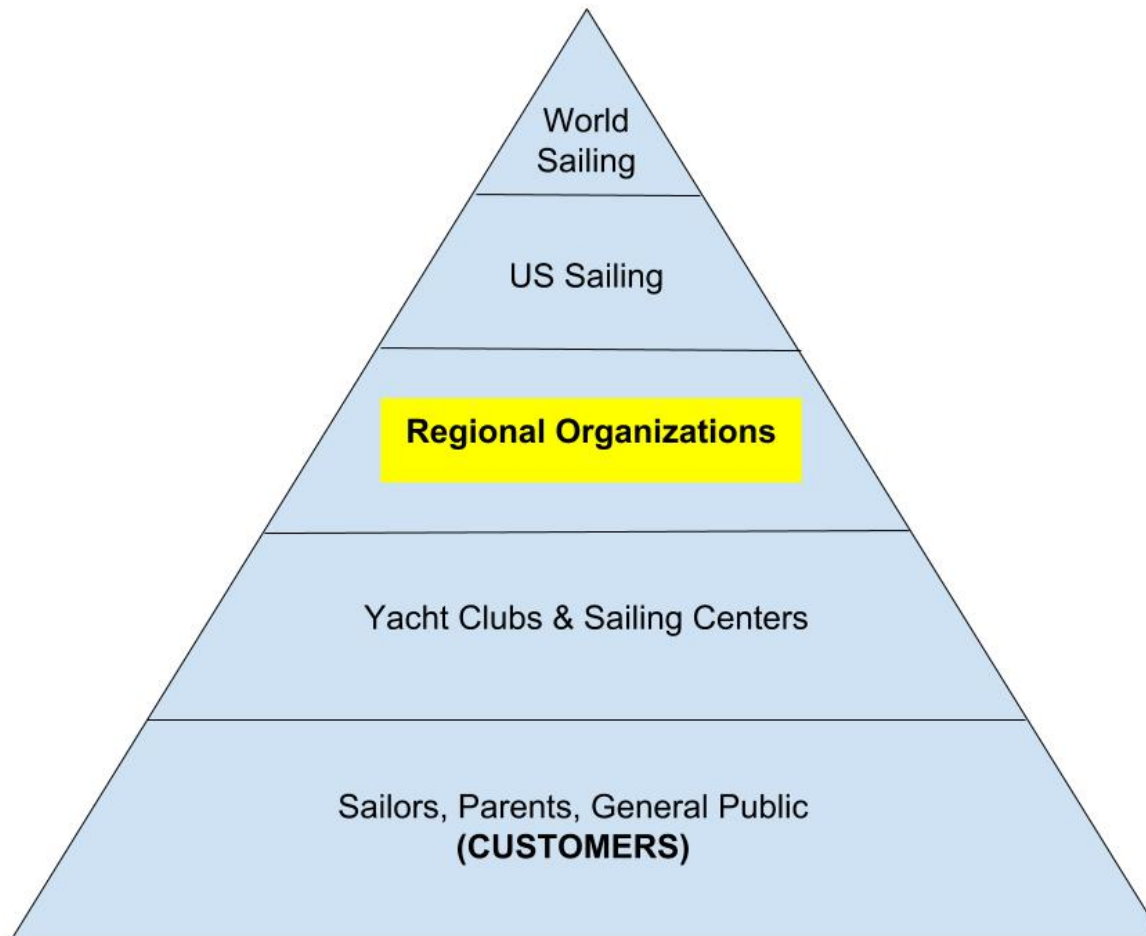 World
Sailing
US Sailing
Regional Organizations
Yacht Clubs & Sailing Centers
Sailors, Parents, General Public
(CUSTOMERS)